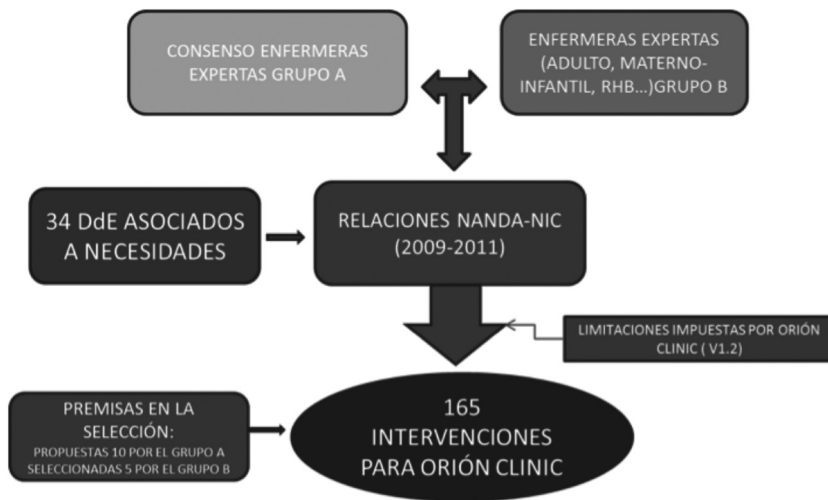 CONSENSO ENFERMERAS
EXPERTAS GRUPO A
ENFERMERAS EXPERTAS
(ADULTO, MATERNO-
INFANTIL, RHB...)GRUPO B
34 DdE ASOCIADOS
A NECESIDADES
RELACIONES NANDA-NIC
(2009-2011)
LIMITACIONES IMPUESTAS POR ORIÓN
CLINIC ( V1.2)
PREMISAS EN LA
SELECCIÓN:
PROPUESTAS 10 POR EL GRUPO A
SELECCIONADAS 5 POR EL GRUPO B
165
INTERVENCIONES
PARA ORIÓN CLINIC